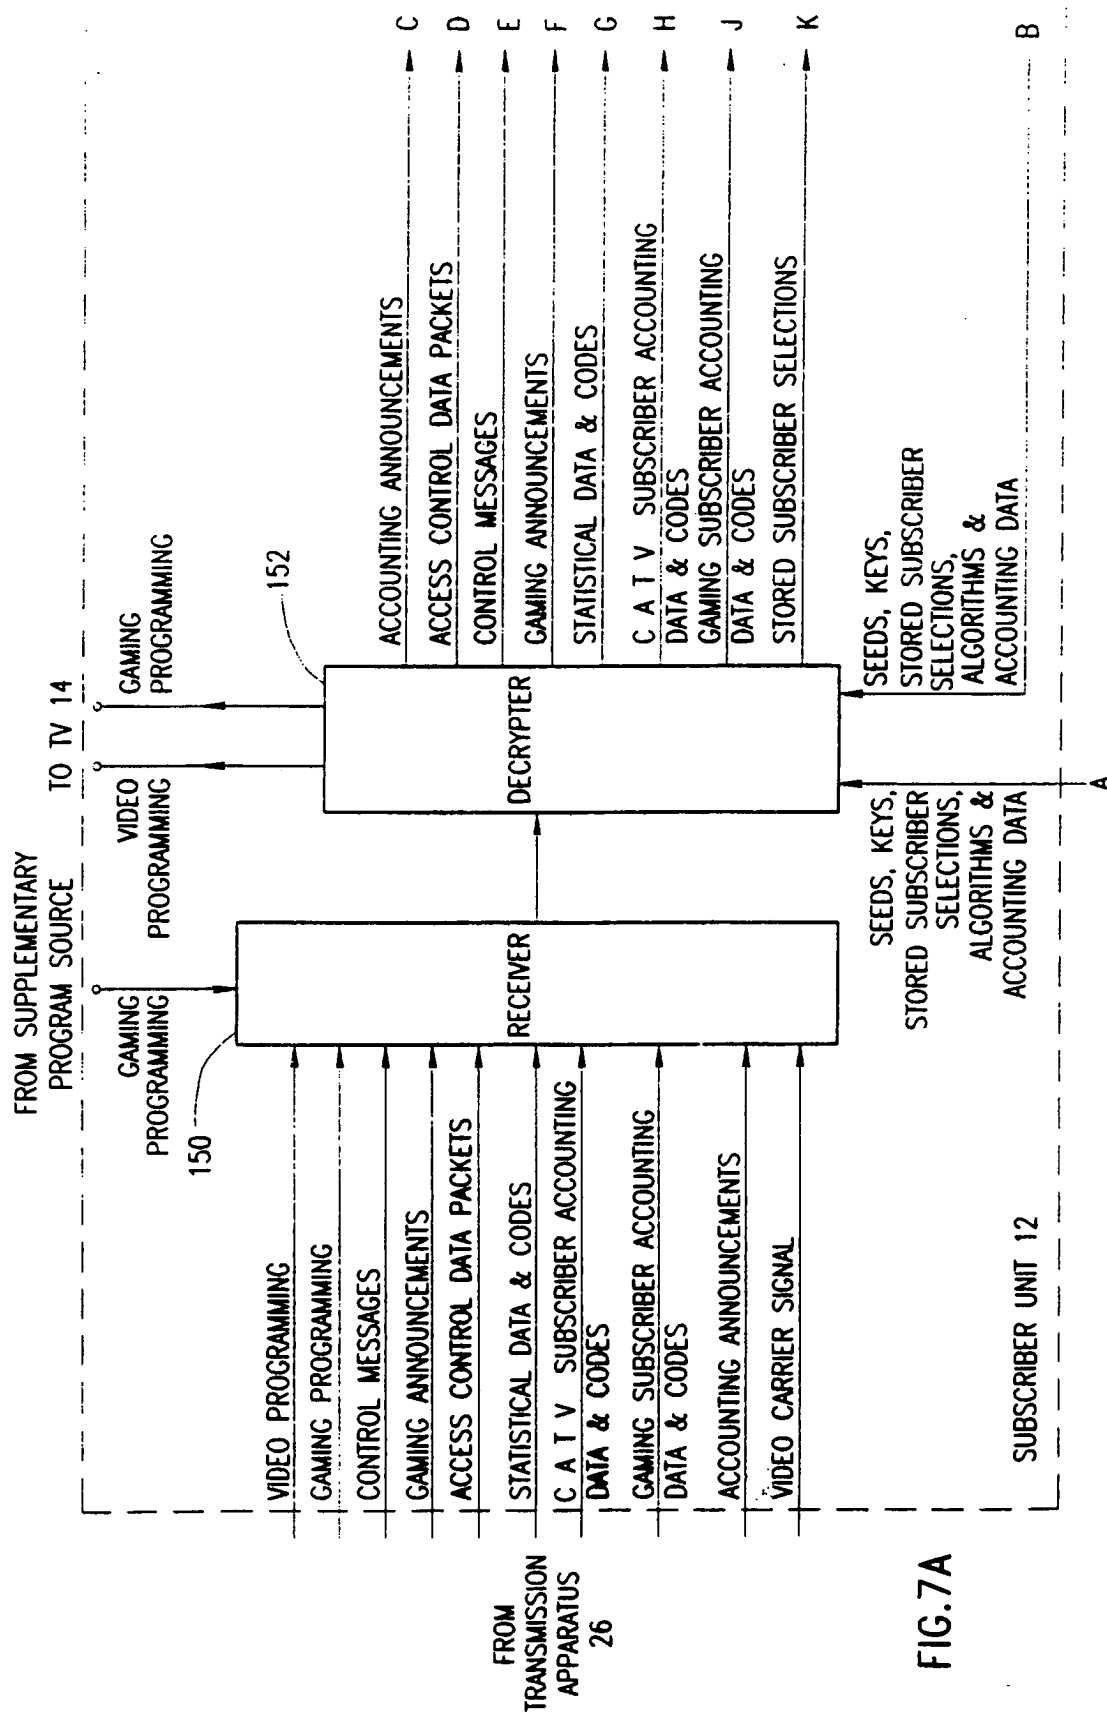 FROM SUPPLEMENTARY
PROGRAM SOURCE
TO TV 14
GAMING
PROGRAMMING
VIDEO
PROGRAMMING
GAMING
PROGRAMMING
150
152
FROM
TRANSMISSION
APPARATUS
26
VIDEO PROGRAMMING
GAMING PROGRAMMING
CONTROL MESSAGES
GAMING ANNOUNCEMENTS
ACCESS CONTROL DATA PACKETS
STATISTICAL DATA & CODES
C A T V SUBSCRIBER ACCOUNTING
DATA & CODES
GAMING SUBSCRIBER ACCOUNTING
DATA & CODES
ACCOUNTING ANNOUNCEMENTS
VIDEO CARRIER SIGNAL
RECEIVER
DECRYPTER
ACCOUNTING ANNOUNCEMENTS
C
ACCESS CONTROL DATA PACKETS
D
CONTROL MESSAGES
E
GAMING ANNOUNCEMENTS
F
STATISTICAL DATA & CODES
G
C A T V SUBSCRIBER ACCOUNTING
DATA & CODES
H
GAMING SUBSCRIBER ACCOUNTING
DATA & CODES
J
STORED SUBSCRIBER SELECTIONS
K
SEEDS, KEYS,
STORED SUBSCRIBER
SELECTIONS,
ALGORITHMS &
ACCOUNTING DATA
A
SEEDS, KEYS,
STORED SUBSCRIBER
SELECTIONS,
ALGORITHMS &
ACCOUNTING DATA
B
SUBSCRIBER UNIT 12
FIG.7A